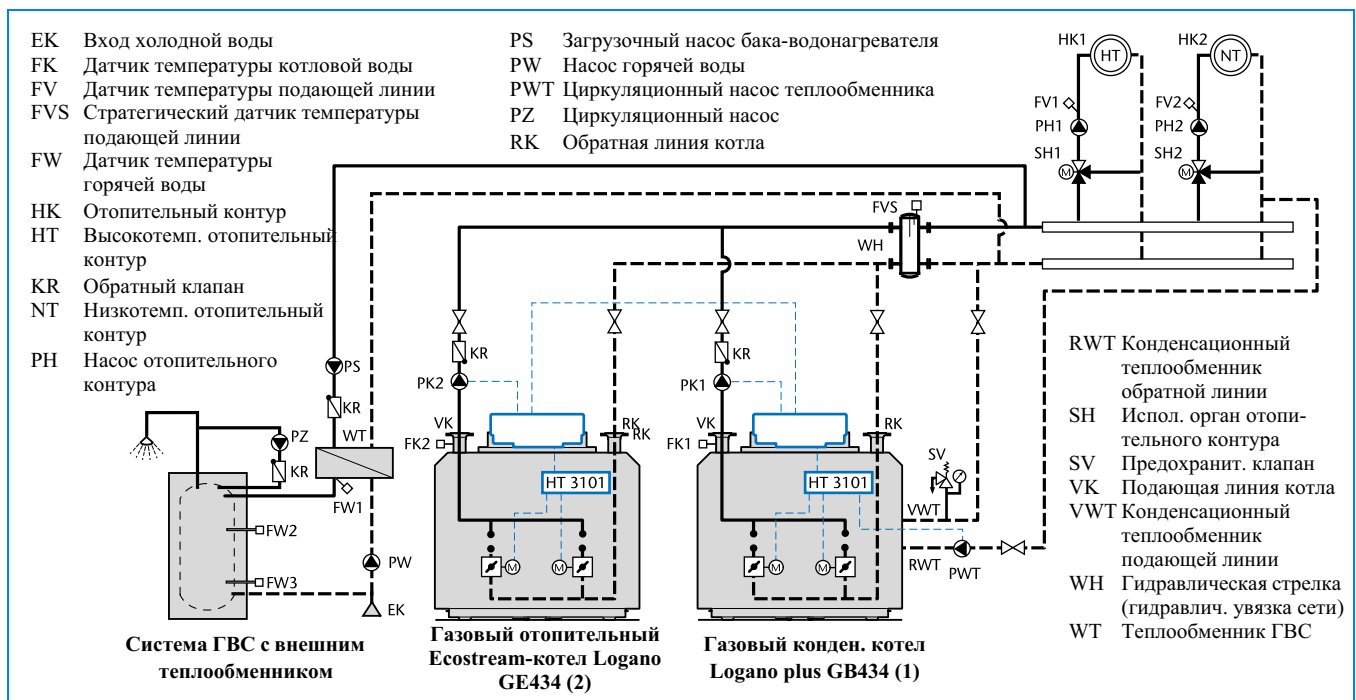 EK Вход холодной воды
FK Датчик температуры котловой воды
FV Датчик температуры подающей линии
FVS Стратегический датчик температуры
подающей линии
FW Датчик температуры
горячей воды
HK Отопительный контур
HT Высокотемп. отопительный
контур
KR Обратный клапан
NT Низкотемп. отопительный
контур
PH Насос отопительного
контура
PS Загрузочный насос бака-водонагревателя
PW Насос горячей воды
PWT Циркуляционный насос теплообменника
PZ Циркуляционный насос
RK Обратная линия котла
HK1
HT
HK2
NT
FV1
FV2
PH1
PH2
SH1
SH2
M
M
FVS
WH
PS
KR
KR
KR
PK2
PK1
PZ
KR
WT
VK
FK2
RK
RK
VK
FK1
RK
SV
HT 3101
HT 3101
VWT
FW1
FW2
FW3
PW
EK
M
M
M
M
RWT
PWT
RWT Конденсационный
теплообменник
обратной линии
SH Испол. орган отопи-
тельного контура
SV Предохранит. клапан
VK Подающая линия котла
VWT Конденсационный
теплообменник
подающей линии
WH Гидравлическая стрелка
(гидравлич. увязка сети)
WT Теплообменник ГВС
Система ГВС с внешним
теплообменником
Газовый отопительный
Ecostream-котел Logano
GE434 (2)
Газовый конден. котел
Logano plus GB434 (1)